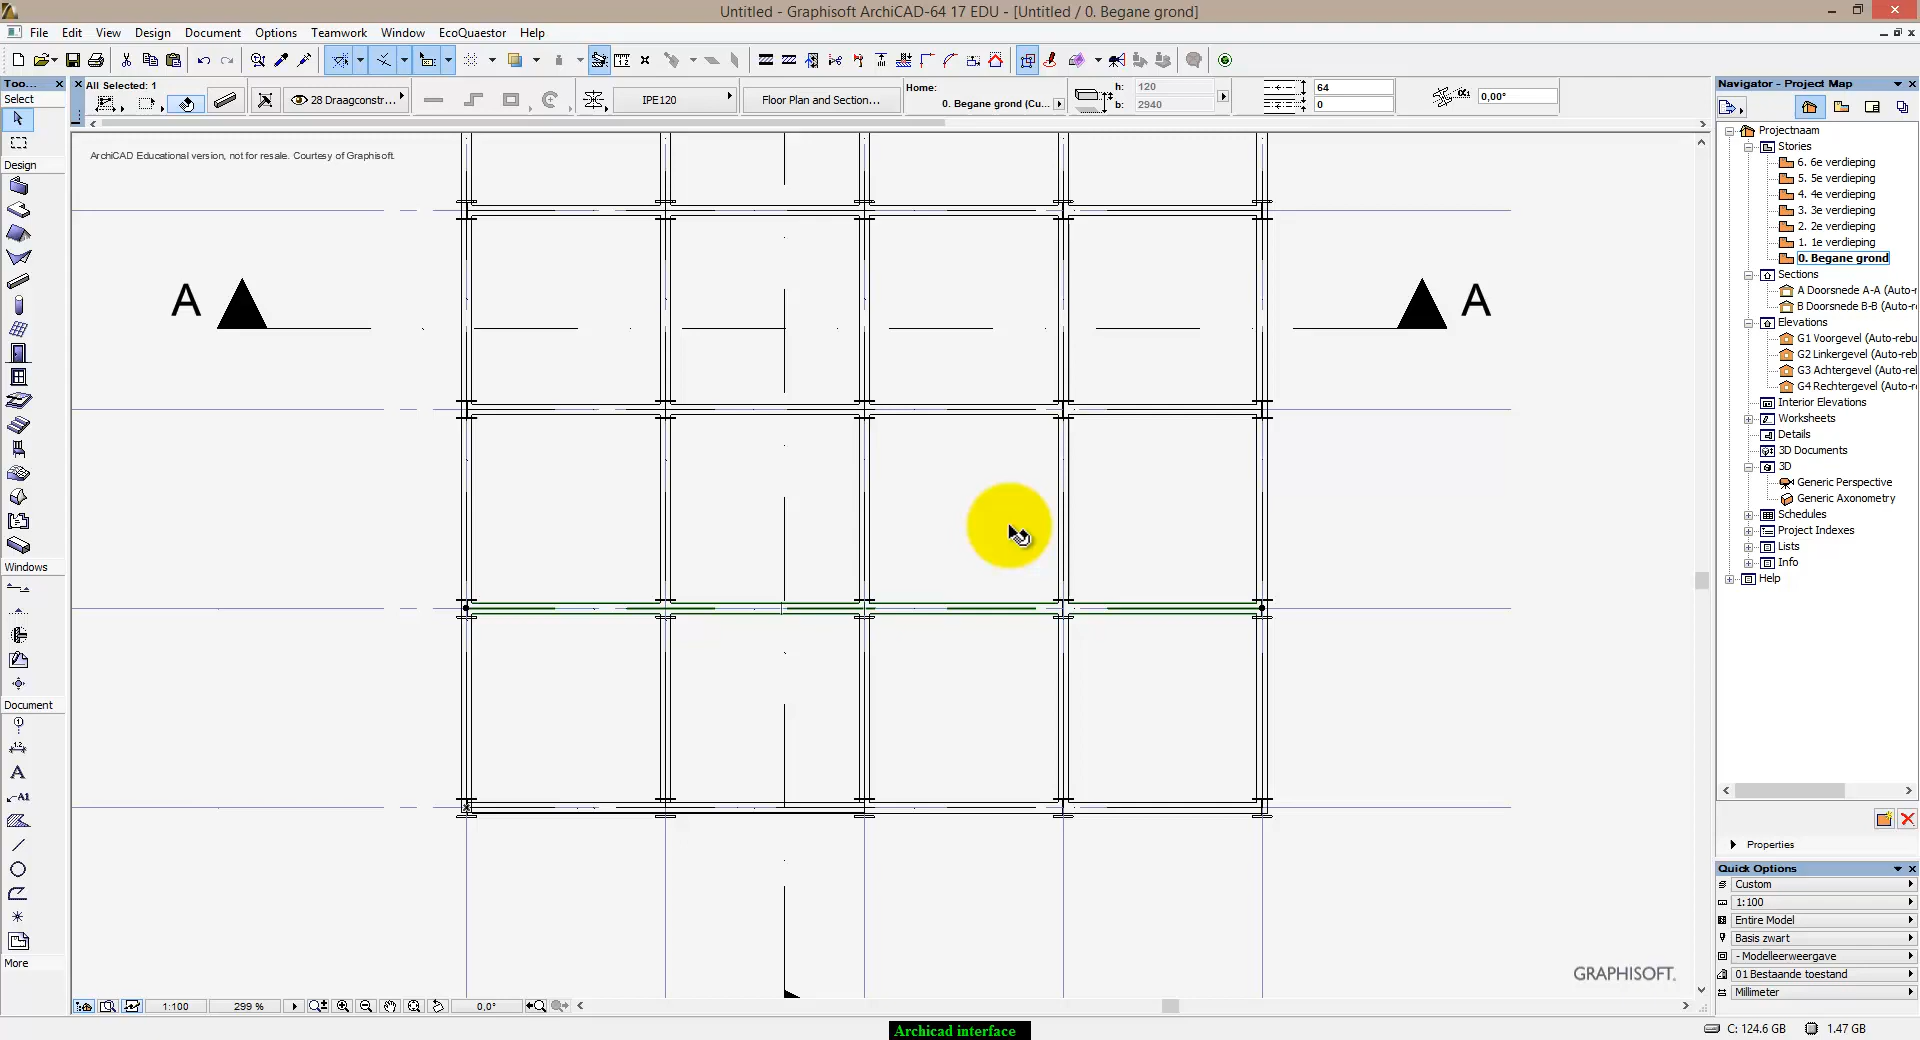 Untitled - Graphisoft ArchiCAD-64 17 EDU - [Untitled / 0. Begane grond]
File Edit View Design Document Options Teamwork Window EcoQuaestor Help
Too...
Select
Design
Windows
Document
More
All Selected: 1
28 Draagconstr...
IPE120
Floor Plan and Section...
Home:
0. Begane grond (Cu...
h: 120
b: 2940
64
0
0,00°
ArchiCAD Educational version, not for resale. Courtesy of Graphisoft.
A
A
GRAPHISOFT.
1:100
299 %
0,0°
Navigator - Project Map
Projectnaam
Stories
6. 6e verdieping
5. 5e verdieping
4. 4e verdieping
3. 3e verdieping
2. 2e verdieping
1. 1e verdieping
0. Begane grond
Sections
A Doorsnede A-A (Auto-r
B Doorsnede B-B (Auto-r
Elevations
G1 Voorgevel (Auto-rebu
G2 Linkergevel (Auto-reb
G3 Achtergevel (Auto-rel
G4 Rechtergevel (Auto-r
Interior Elevations
Worksheets
Details
3D Documents
3D
Generic Perspective
Generic Axonometry
Schedules
Project Indexes
Lists
Info
Help
Properties
Quick Options
Custom
1:100
Entire Model
Basis zwart
- Modelleerweergave
01 Bestaande toestand
Millimeter
Archicad interface
C: 124.6 GB
1.47 GB